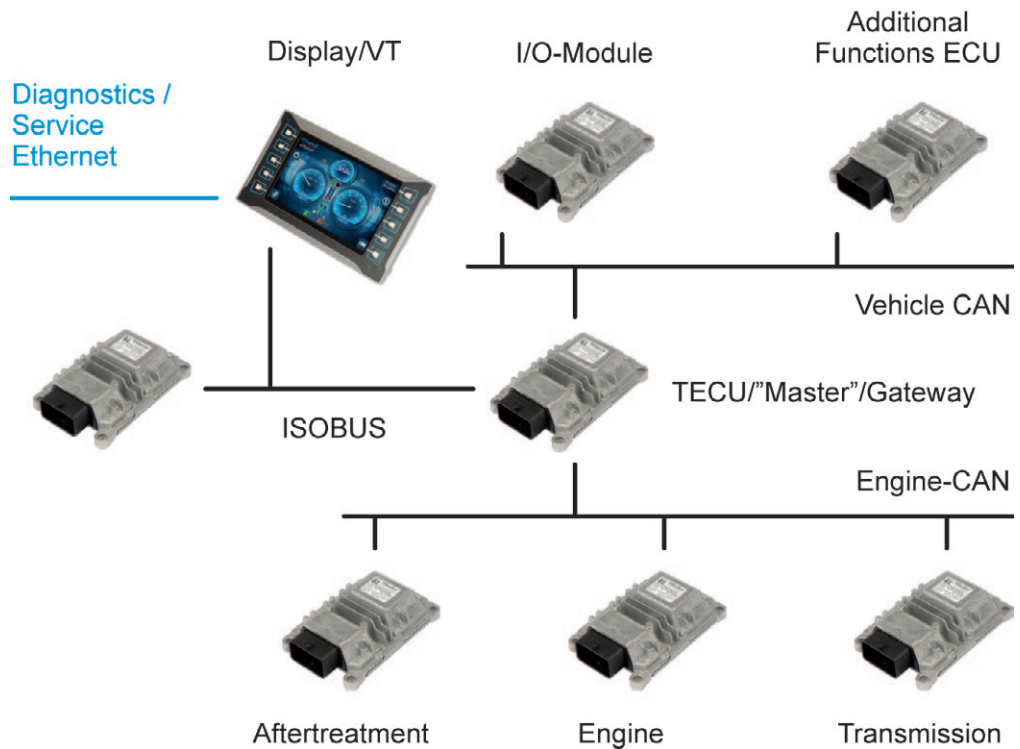 Display/VT
I/O-Module
Additional
Functions ECU
Diagnostics /
Service
Ethernet
Vehicle CAN
TECU/”Master”/Gateway
ISOBUS
Engine-CAN
Aftertreatment
Engine
Transmission